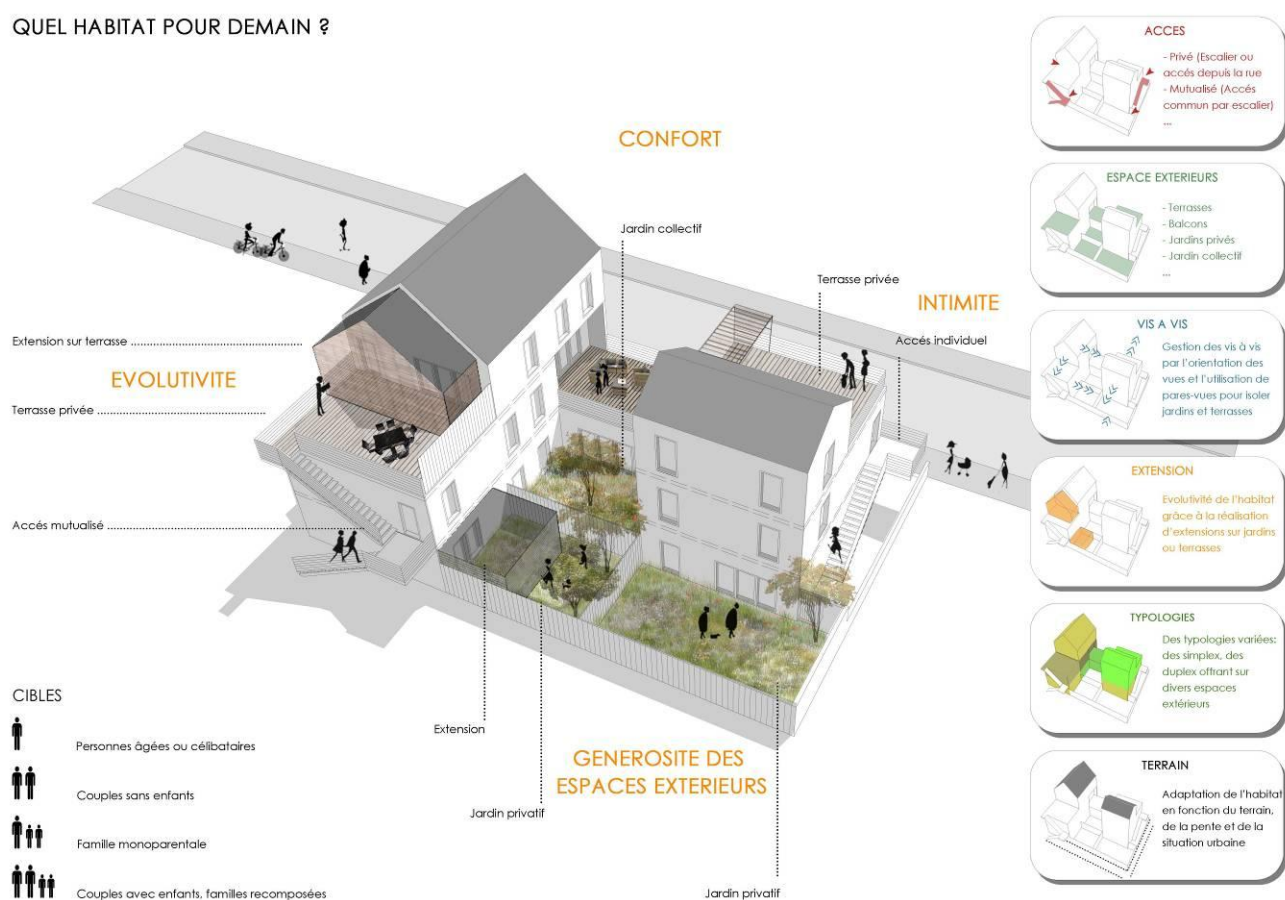 QUEL HABITAT POUR DEMAIN ?
CONFORT
Jardin collectif
Terrasse privée
INTIMITE
Accés individuel
Extension sur terrasse
EVOLUTIVITE
Terrasse privée
Accés mutualisé
Extension
GENEROSITE DES
ESPACES EXTERIEURS
Jardin privatif
Jardin privatif
CIBLES
Personnes âgées ou célibataires
Couples sans enfants
Famille monoparentale
Couples avec enfants, familles recomposées
ACCES
- Privé (Escalier ou
accés depuis la rue
- Mutualisé (Accés
commun par escalier)
...
ESPACE EXTERIEURS
- Terrasses
- Balcons
- Jardins privés
- Jardin collectif
...
VIS A VIS
Gestion des vis à vis
par l'orientation des
vues et l'utilisation de
pares-vues pour isoler
jardins et terrasses
EXTENSION
Evolutivité de l'habitat
grâce à la réalisation
d'extensions sur jardins
ou terrasses
TYPOLOGIES
Des typologies variées:
des simplex, des
duplex offrant sur
divers espaces
extérieurs
TERRAIN
Adaptation de l'habitat
en fonction du terrain,
de la pente et de la
situation urbaine